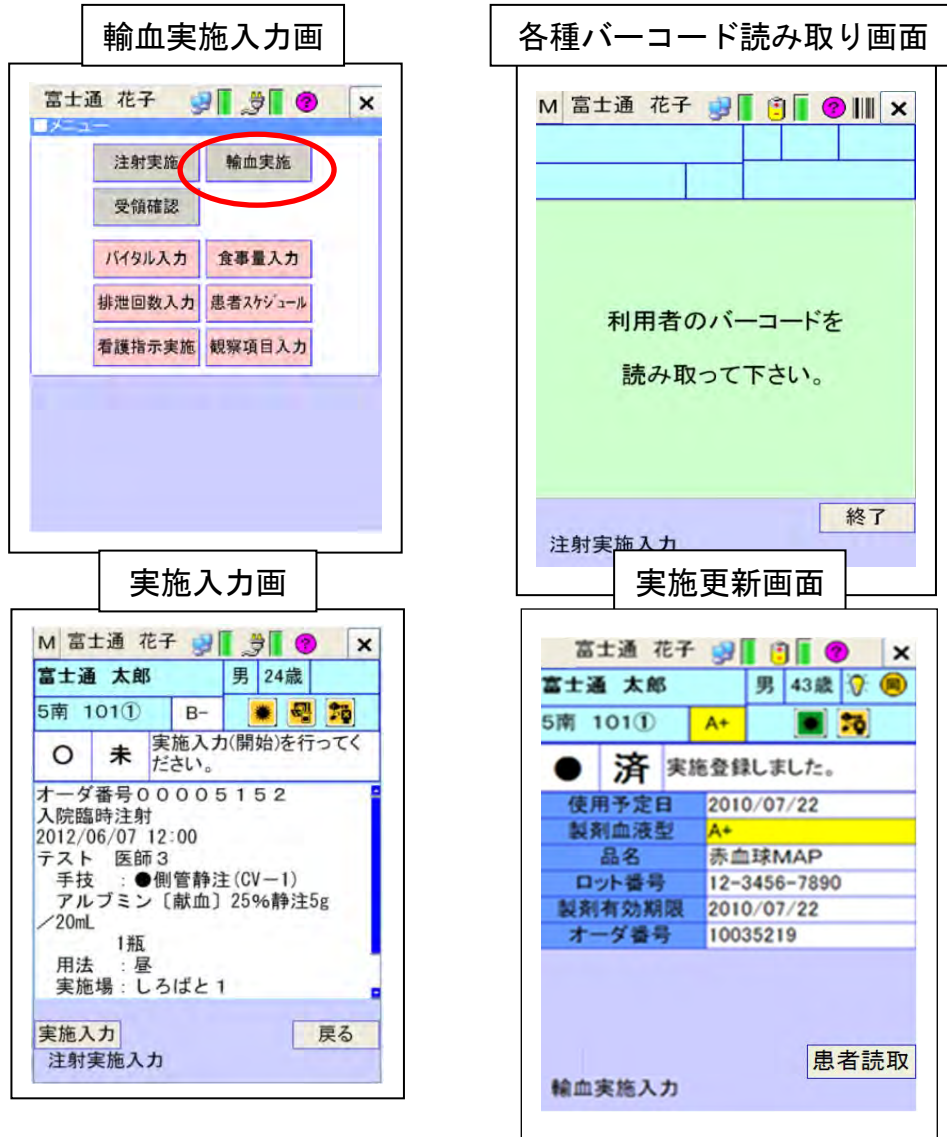 輸血実施入力画
富士通 花子
■メニュー
注射実施 輸血実施
受領確認
バイタル入力 食事量入力
排泄回数入力 患者ｽｹｼﾞｭｰﾙ
看護指示実施 観察項目入力
各種バーコード読み取り画面
M 富士通 花子
利用者のバーコードを
読み取って下さい。
終了
注射実施入力
実施入力画
M 富士通 花子
富士通 太郎 男 24歳
5南 101① B-
○ 未 実施入力(開始)を行ってく
ださい。
オーダ番号００００５１５２
入院臨時注射
2012/06/07 12:00
テスト 医師３
手技 ：●側管静注(CV－1)
アルブミン〔献血〕25%静注5g
／20mL
1瓶
用法 ：昼
実施場：しろばと１
実施入力 戻る
注射実施入力
実施更新画面
富士通 花子
富士通 太郎 男 43歳 開
5南 101① A+
● 済 実施登録しました。
使用予定日 2010/07/22
製剤血液型 A+
品名 赤血球MAP
ロット番号 12-3456-7890
製剤有効期限 2010/07/22
オーダ番号 10035219
患者読取
輸血実施入力